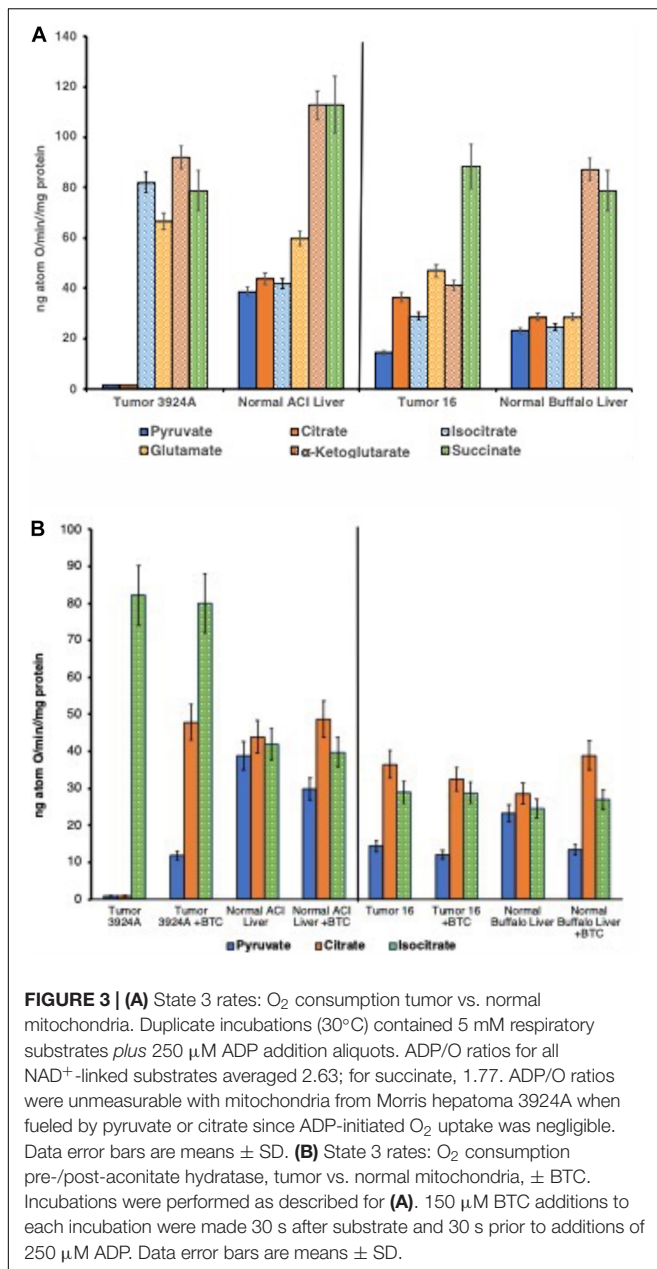 A
140
120
100
80
60
40
20
0
ng atom O/min//mg protein
Tumor 3924A
Normal ACI Liver
Tumor 16
Normal Buffalo Liver
Pyruvate
Citrate
Isocitrate
Glutamate
α-Ketoglutarate
Succinate
B
100
90
80
70
60
50
40
30
20
10
0
ng atom O/min//mg protein
Tumor
3924A
Tumor
3924A +BTC
Normal ACI
Liver
Normal ACI
Liver +BTC
Tumor 16
Tumor 16
+BTC
Normal
Buffalo Liver
Normal
Buffalo Liver
+BTC
Pyruvate
Citrate
Isocitrate
FIGURE 3 | (A) State 3 rates: O2 consumption tumor vs. normal
mitochondria. Duplicate incubations (30°C) contained 5 mM respiratory
substrates plus 250 μM ADP addition aliquots. ADP/O ratios for all
NAD+-linked substrates averaged 2.63; for succinate, 1.77. ADP/O ratios
were unmeasurable with mitochondria from Morris hepatoma 3924A when
fueled by pyruvate or citrate since ADP-initiated O2 uptake was negligible.
Data error bars are means ± SD. (B) State 3 rates: O2 consumption
pre-/post-aconitate hydratase, tumor vs. normal mitochondria, ± BTC.
Incubations were performed as described for (A). 150 μM BTC additions to
each incubation were made 30 s after substrate and 30 s prior to additions of
250 μM ADP. Data error bars are means ± SD.